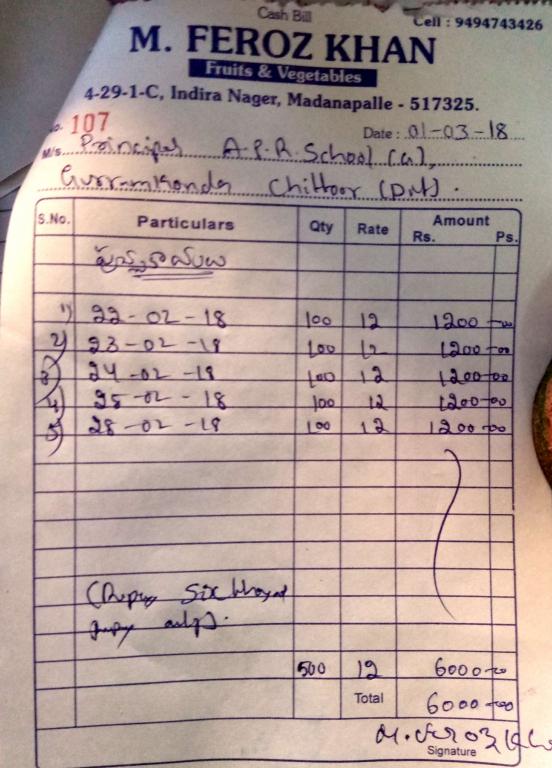 Cash Bill
Cell : 9494743426
M. FEROZ KHAN
Fruits & Vegetables
4-29-1-C, Indira Nager, Madanapalle - 517325.
No. 107
Date : 01-03-18
M/s. Principal A.P.R. School (G),
Gurramkonda Chittoor (Dist).
S.No. Particulars Qty Rate Amount
Rs. Ps.
1) 22-02-18 100 12 1200-00
2) 23-02-18 100 12 1200-00
3) 24-02-18 100 12 1200-00
4) 25-02-18 100 12 1200-00
5) 28-02-18 100 12 1200-00
(Rupees Six thousand
only).
500 12 6000-00
Total 6000-00
M. Feroz Khan
Signature